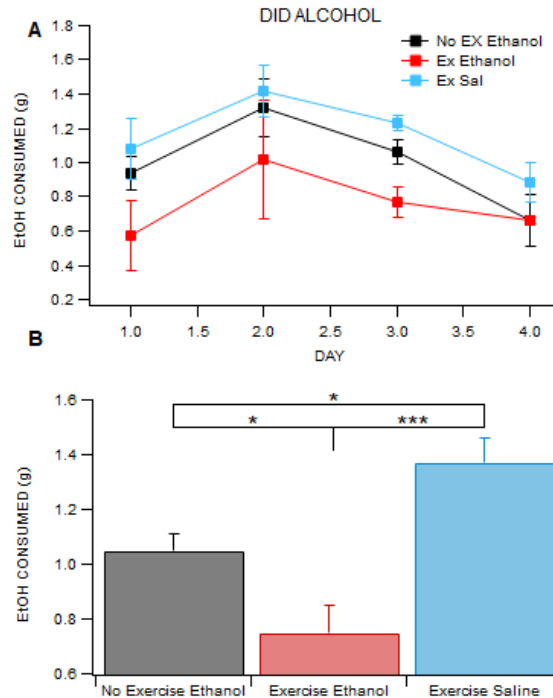 DID ALCOHOL
A
No EX Ethanol
Ex Ethanol
Ex Sal
EtOH CONSUMED (g)
1.8
1.6
1.4
1.2
1.0
0.8
0.6
0.4
0.2
1.0 1.5 2.0 2.5 3.0 3.5 4.0
DAY
B
EtOH CONSUMED (g)
1.6
1.4
1.2
1.0
0.8
0.6
*
* ***
No Exercise Ethanol Exercise Ethanol Exercise Saline